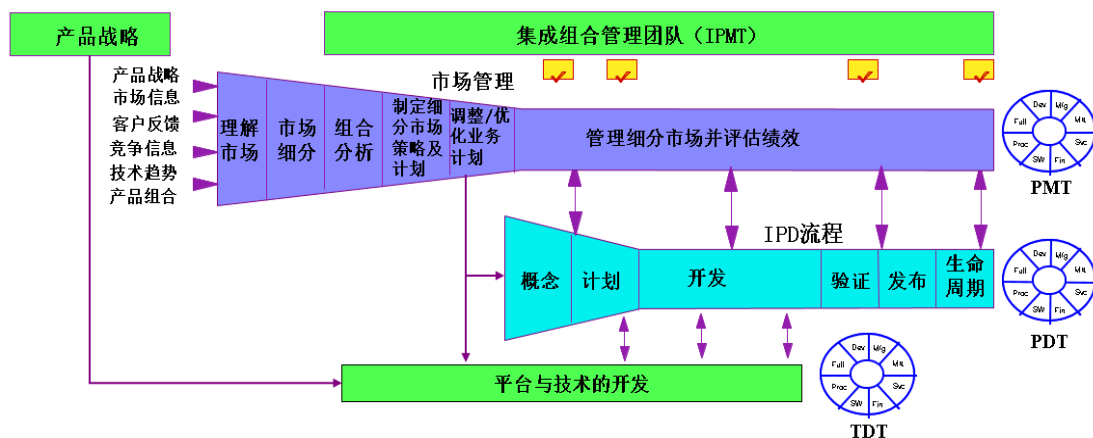 产品战略
集成组合管理团队（IPMT）
市场管理
产品战略
市场信息
客户反馈
竞争信息
技术趋势
产品组合
理解
市场
市场
细分
组合
分析
制定细
分市场
策略及
计划
调整/优
化业务
计划
管理细分市场并评估绩效
Dev
Mfg
Mkt
Svc
Fin
SW
Proc
Full
PMT
IPD流程
概念
计划
开发
验证
发布
生命
周期
Dev
Mfg
Mkt
Svc
Fin
SW
Proc
Full
PDT
平台与技术的开发
Dev
Mfg
Mkt
Svc
Fin
SW
Proc
Full
TDT